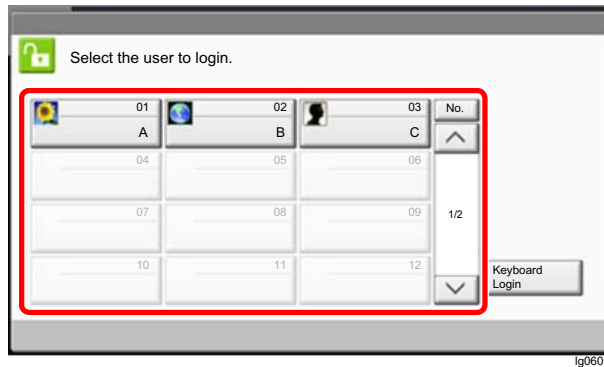 Select the user to login.
01 02 03 No.
A B C
04 05 06
07 08 09 1/2
10 11 12
Keyboard
Login
lg060